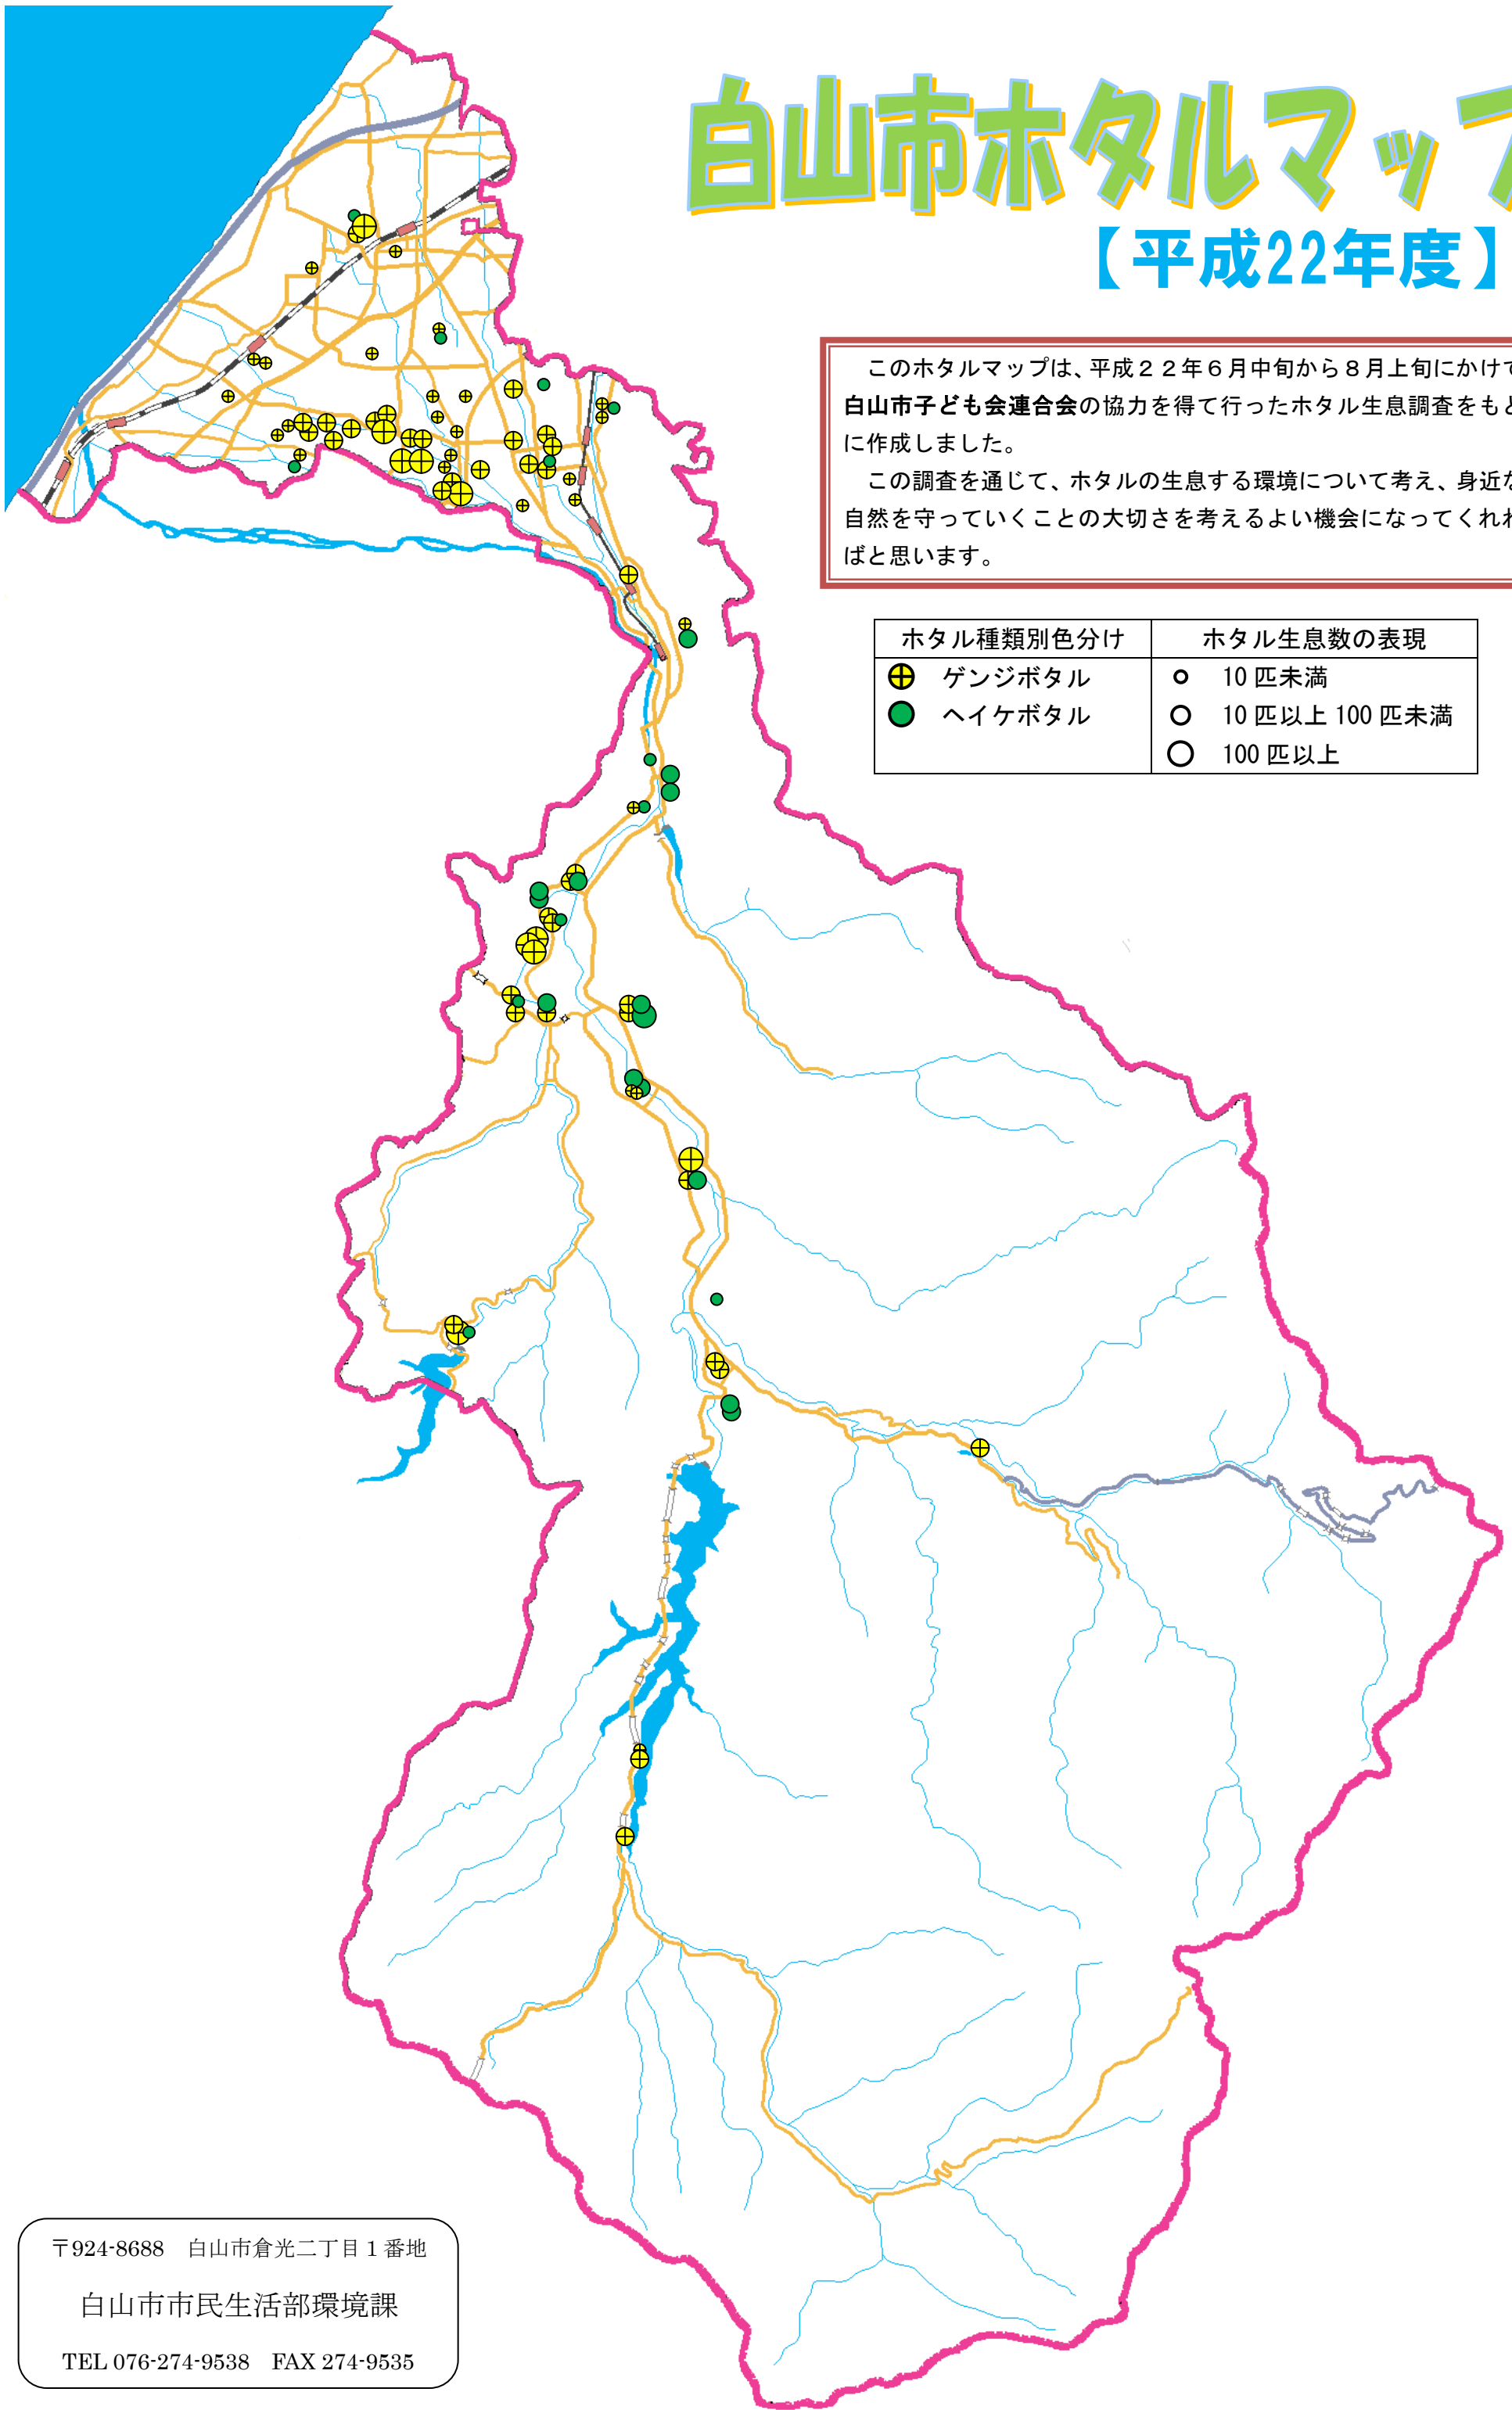 白山市ホタルマップ
【平成22年度】
このホタルマップは、平成２２年６月中旬から８月上旬にかけて
白山市子ども会連合会の協力を得て行ったホタル生息調査をもと
に作成しました。
この調査を通じて、ホタルの生息する環境について考え、身近な
自然を守っていくことの大切さを考えるよい機会になってくれれ
ばと思います。
ホタル種類別色分け ホタル生息数の表現
ゲンジボタル 10 匹未満
ヘイケボタル 10 匹以上 100 匹未満
100 匹以上
〒924-8688 白山市倉光二丁目１番地
白山市市民生活部環境課
TEL 076-274-9538 FAX 274-9535